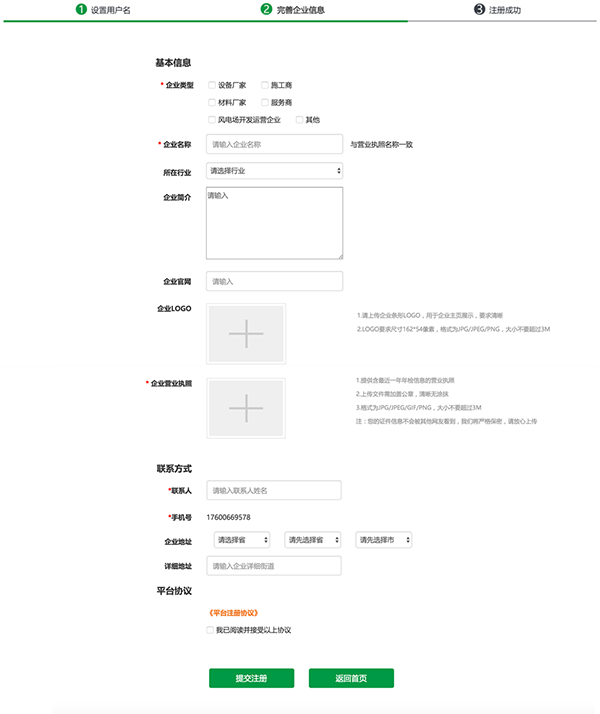 1 设置用户名 2 完善企业信息 3 注册成功
基本信息
* 企业类型 设备厂家 施工商
材料厂家 服务商
风电场开发运营企业 其他
* 企业名称 请输入企业名称 与营业执照名称一致
所在行业 请选择行业
企业简介 请输入
企业官网 请输入
企业LOGO
1.请上传企业条形LOGO，用于企业主页展示，要求清晰
2.LOGO要求尺寸162*54像素，格式为JPG/JPEG/PNG，大小不要超过3M
* 企业营业执照
1.提供含最近一年年检信息的营业执照
2.上传文件需加盖公章，清晰无涂抹
3.格式为JPG/JPEG/GIF/PNG，大小不要超过3M
注：您的证件信息不会被其他网友看到，我们将严格保密，请放心上传
联系方式
*联系人 请输入联系人姓名
*手机号 17600669578
企业地址 请选择省 请先选择省 请先选择市
详细地址 请输入企业详细街道
平台协议
《平台注册协议》
我已阅读并接受以上协议
提交注册 返回首页